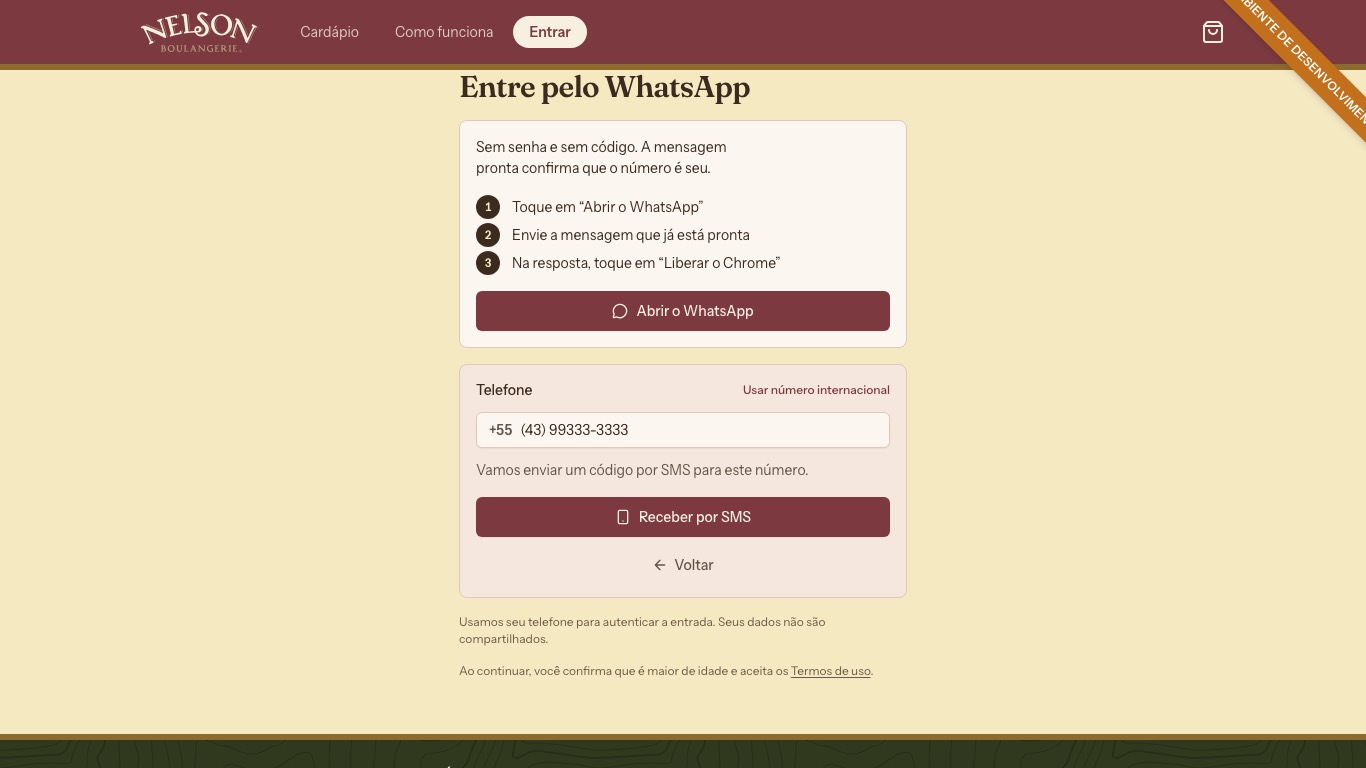 NELSON
BOULANGERIE.
Cardápio
Como funciona
Entrar
BIENTE DE DESENVOLVIMEN
Entre pelo WhatsApp
Sem senha e sem código. A mensagem
pronta confirma que o número é seu.
1 Toque em “Abrir o WhatsApp”
2 Envie a mensagem que já está pronta
3 Na resposta, toque em “Liberar o Chrome”
Abrir o WhatsApp
Telefone
Usar número internacional
+55 (43) 99333-3333
Vamos enviar um código por SMS para este número.
Receber por SMS
Voltar
Usamos seu telefone para autenticar a entrada. Seus dados não são
compartilhados.
Ao continuar, você confirma que é maior de idade e aceita os Termos de uso.